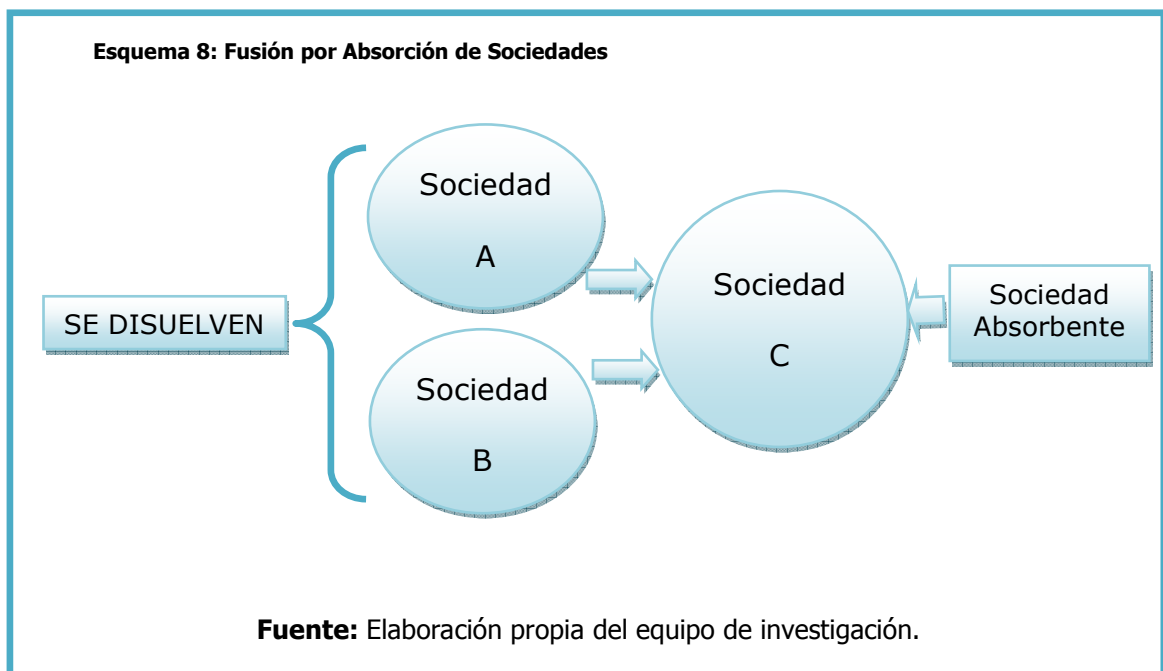 Esquema 8: Fusión por Absorción de Sociedades
SE DISUELVEN
Sociedad
A
Sociedad
B
Sociedad
C
Sociedad
Absorbente
Fuente: Elaboración propia del equipo de investigación.